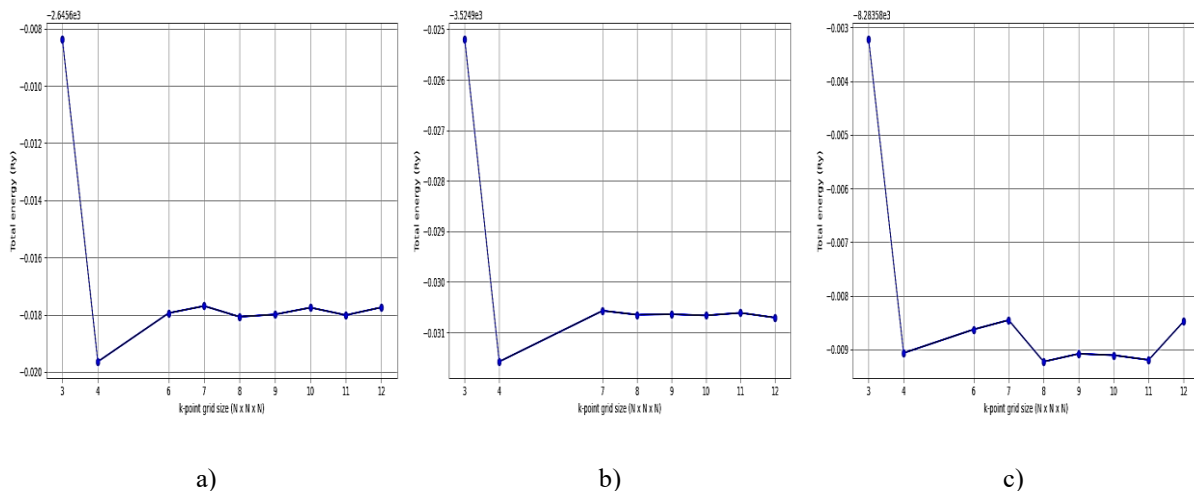 −2.6456e3
−0.008
−0.010
−0.012
−0.014
−0.016
−0.018
−0.020
Total energy (Ry)
3 4 6 7 8 9 10 11 12
k-point grid size (N x N x N)
a)
−3.5249e3
−0.025
−0.026
−0.027
−0.028
−0.029
−0.030
−0.031
Total energy (Ry)
3 4 7 8 9 10 11 12
k-point grid size (N x N x N)
b)
−8.28358e3
−0.003
−0.004
−0.005
−0.006
−0.007
−0.008
−0.009
Total energy (Ry)
3 4 6 7 8 9 10 11 12
k-point grid size (N x N x N)
c)